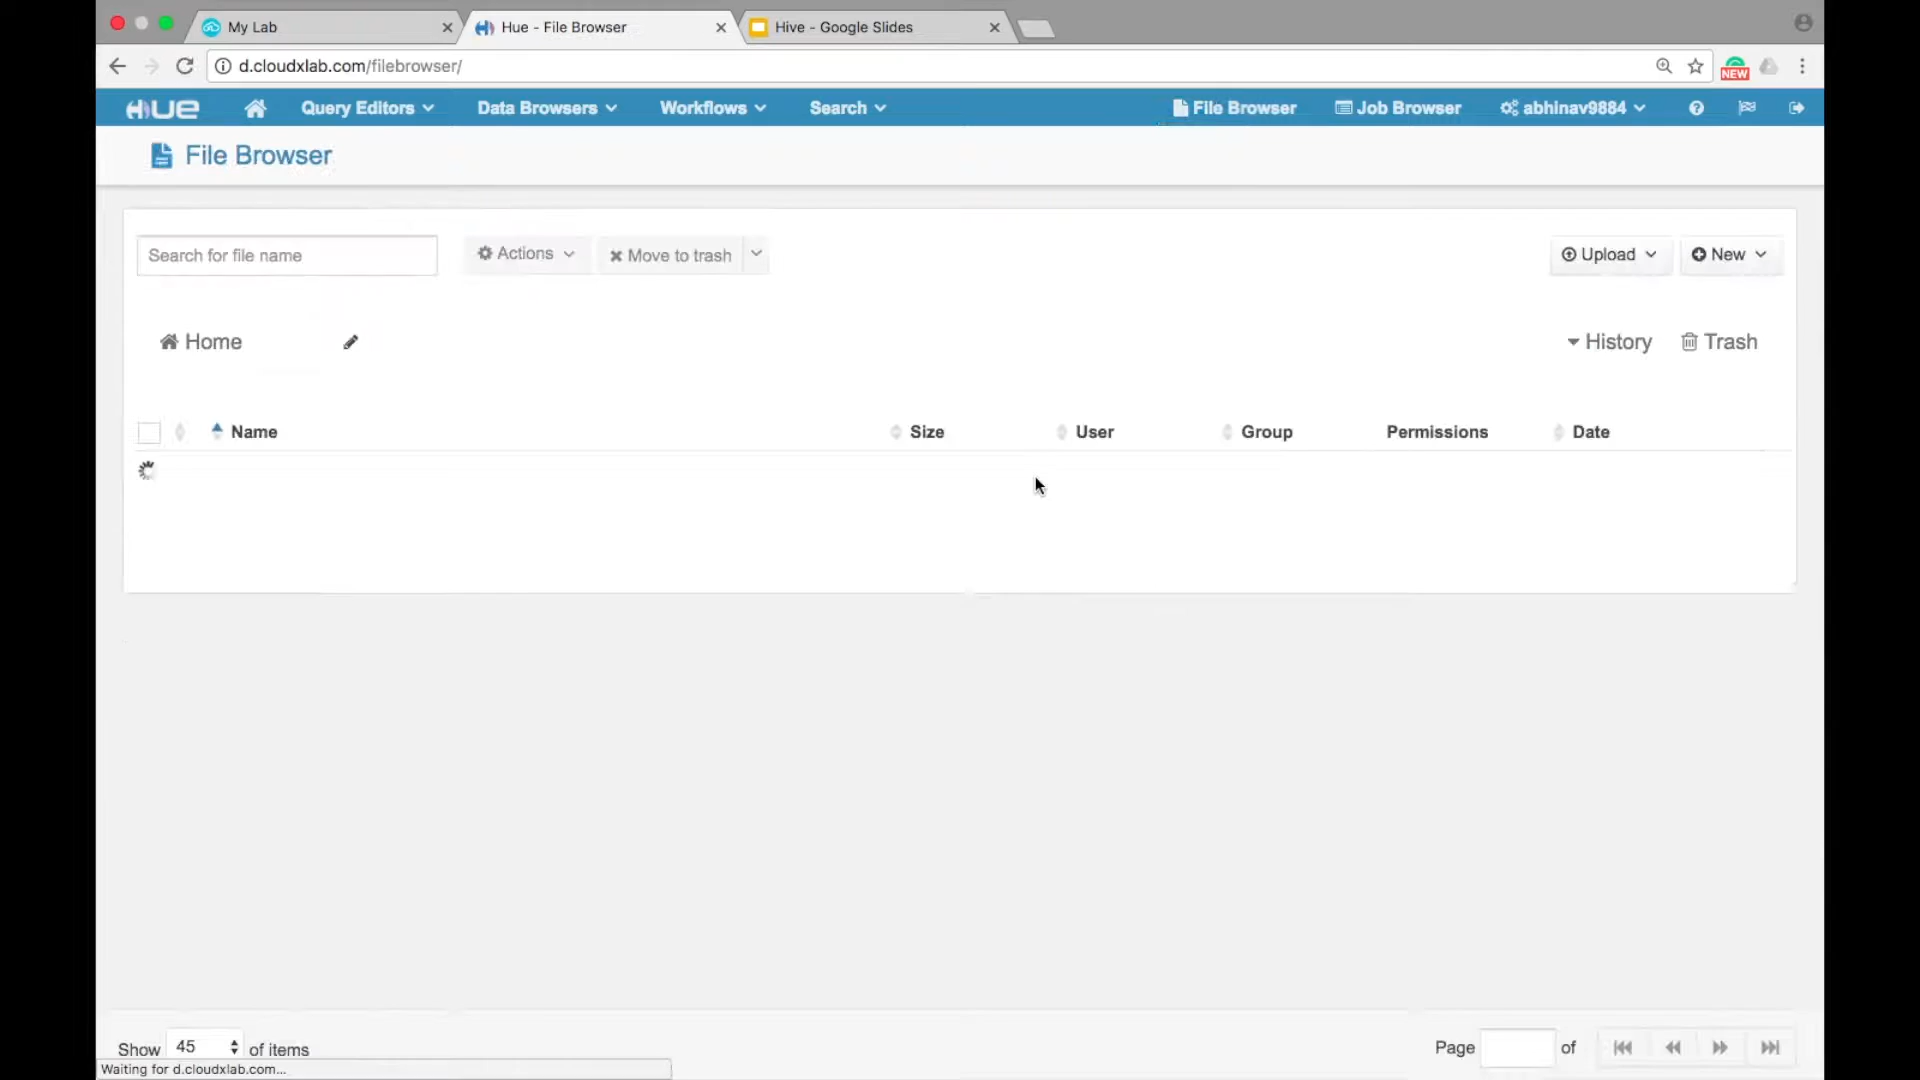 My Lab
Hue - File Browser
Hive - Google Slides
d.cloudxlab.com/filebrowser/
NEW
HUE Query Editors Data Browsers Workflows Search File Browser Job Browser abhinav9884
File Browser
Search for file name Actions Move to trash Upload New
Home History Trash
Name Size User Group Permissions Date
Show 45 of items Page of
Waiting for d.cloudxlab.com...